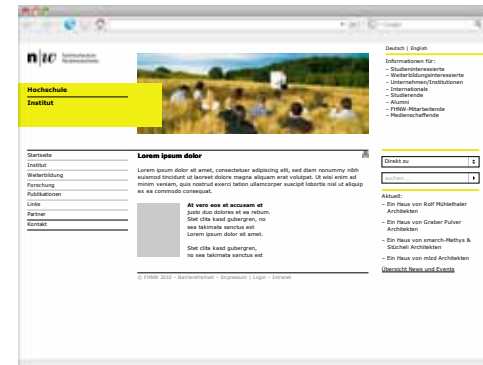 Deutsch | English
n|w Fachhochschule
Nordwestschweiz
Informationen für:
– Studieninteressierte
– Weiterbildungsinteressierte
– Unternehmen/Institutionen
– Internationals
– Studierende
– Alumni
– FHNW-Mitarbeitende
– Medienschaffende
Hochschule
Institut
Startseite
Institut
Weiterbildung
Forschung
Publikationen
Links
Partner
Kontakt
Lorem ipsum dolor
Lorem ipsum dolor sit amet, consectetuer adipiscing elit, sed diam nonummy nibh
euismod tincidunt ut laoreet dolore magna aliquam erat volutpat. Ut wisi enim ad
minim veniam, quis nostrud exerci tation ullamcorper suscipit lobortis nisl ut aliquip
ex ea commodo consequat.
At vero eos et accusam et
justo duo dolores et ea rebum.
Stet clita kasd gubergren, no
sea takimata sanctus est
Lorem ipsum dolor sit amet.
Stet clita kasd gubergren,
no sea takimata sanctus est
© FHNW 2010 – Barrierefreiheit – Impressum | Login – Intranet
Direkt zu
suchen ...
Aktuell:
– Ein Haus von Rolf Mühlethaler
Architekten
– Ein Haus von Graber Pulver
Architekten
– Ein Haus von smarch-Mathys &
Stücheli Architekten
– Ein Haus von mlzd Architekten
Übersicht News und Events